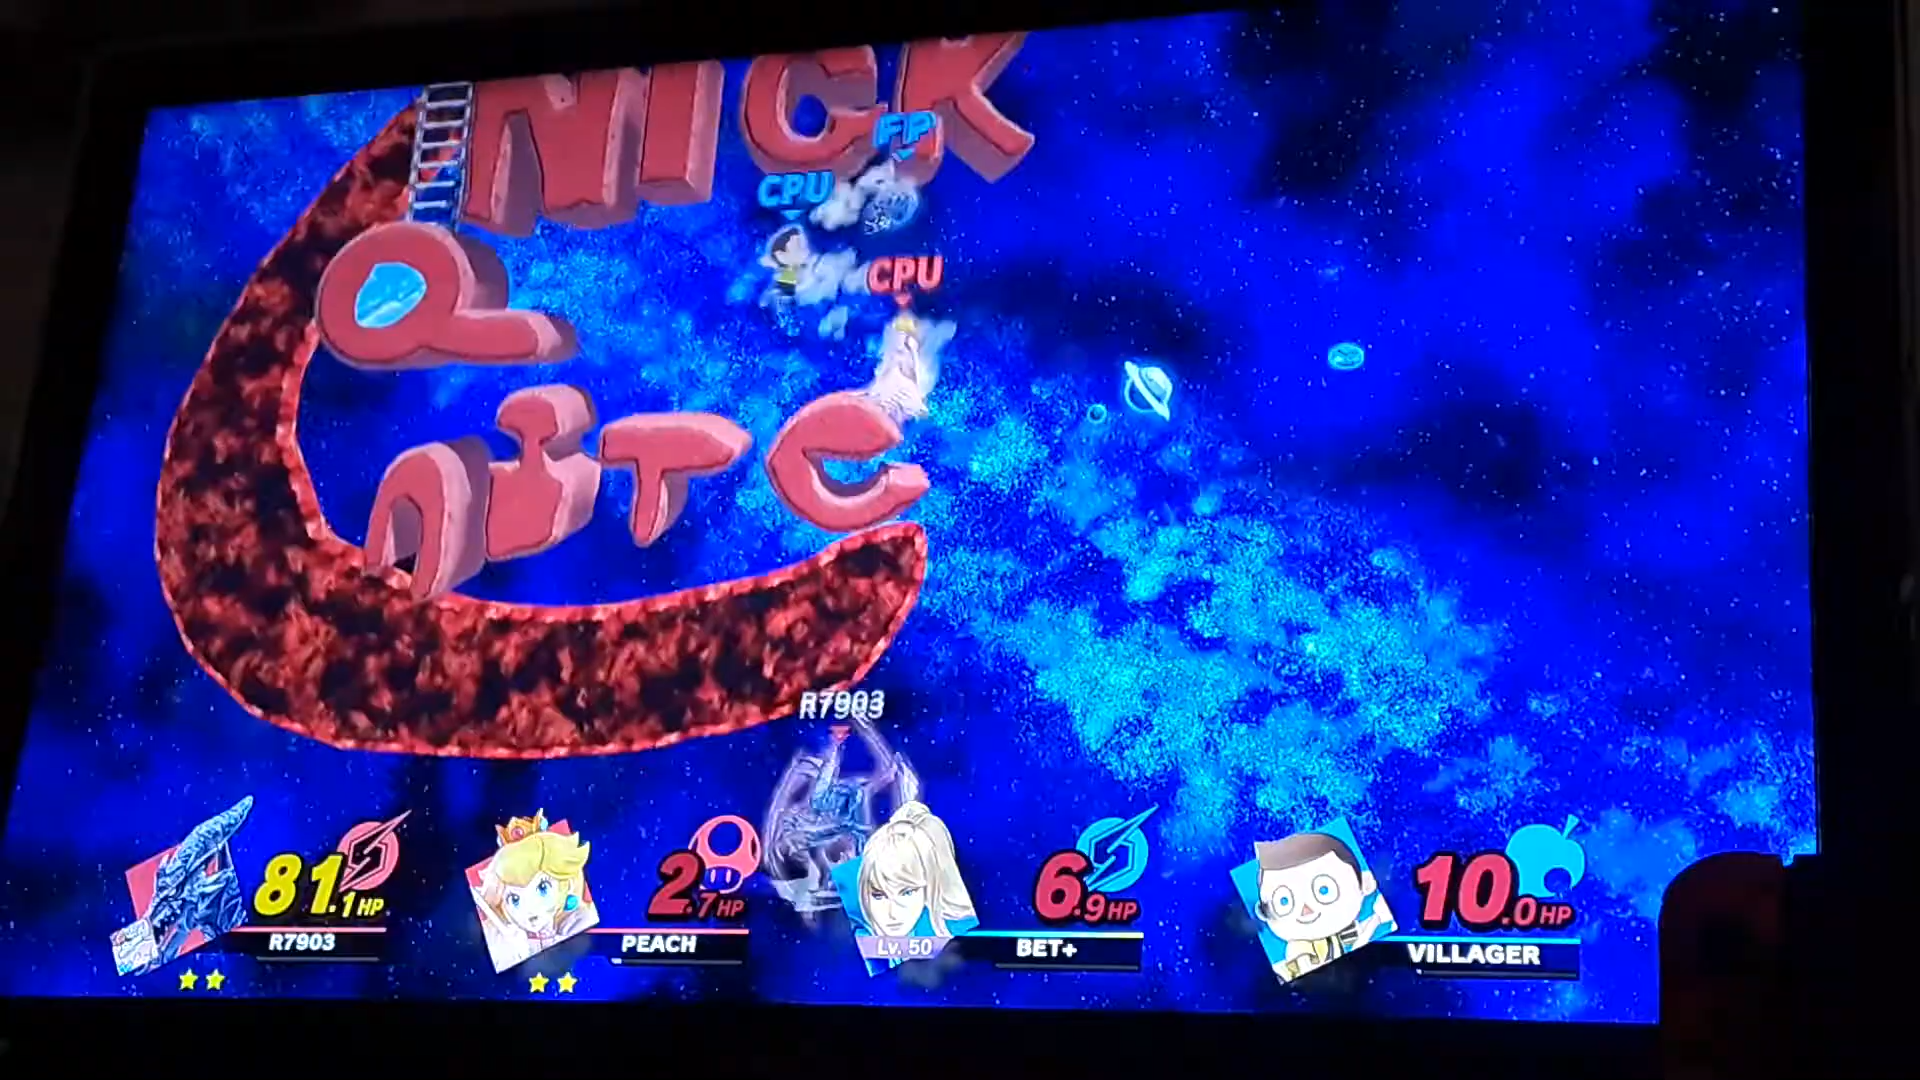 NICK
a
nite
FP
CPU
CPU
R7903
81.1HP
R7903
2.7HP
PEACH
Lv. 50
6.9HP
BET+
10.0HP
VILLAGER